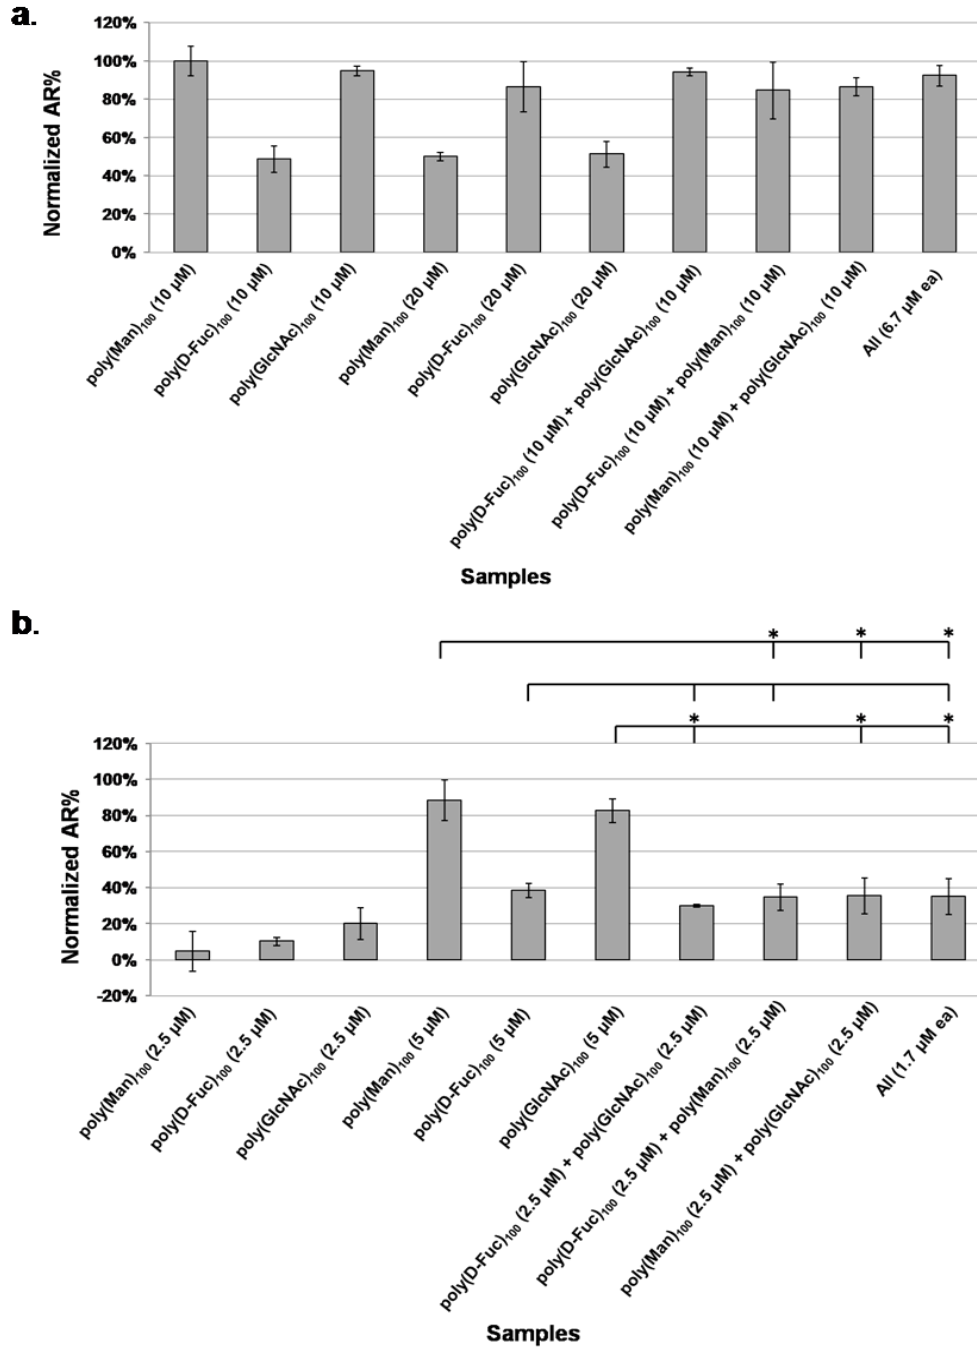 a.
Normalized AR%
120%
100%
80%
60%
40%
20%
0%
poly(Man)₁₀₀ (10 µM)
poly(D-Fuc)₁₀₀ (10 µM)
poly(GlcNAc)₁₀₀ (10 µM)
poly(Man)₁₀₀ (20 µM)
poly(D-Fuc)₁₀₀ (20 µM)
poly(GlcNAc)₁₀₀ (20 µM)
poly(D-Fuc)₁₀₀ (10 µM) + poly(GlcNAc)₁₀₀ (10 µM)
poly(D-Fuc)₁₀₀ (10 µM) + poly(Man)₁₀₀ (10 µM)
poly(Man)₁₀₀ (10 µM) + poly(GlcNAc)₁₀₀ (10 µM)
All (6.7 µM ea)
Samples
b.
* * *
* * *
Normalized AR%
120%
100%
80%
60%
40%
20%
0%
-20%
poly(Man)₁₀₀ (2.5 µM)
poly(D-Fuc)₁₀₀ (2.5 µM)
poly(GlcNAc)₁₀₀ (2.5 µM)
poly(Man)₁₀₀ (5 µM)
poly(D-Fuc)₁₀₀ (5 µM)
poly(GlcNAc)₁₀₀ (5 µM)
poly(D-Fuc)₁₀₀ (2.5 µM) + poly(GlcNAc)₁₀₀ (2.5 µM)
poly(D-Fuc)₁₀₀ (2.5 µM) + poly(Man)₁₀₀ (2.5 µM)
poly(Man)₁₀₀ (2.5 µM) + poly(GlcNAc)₁₀₀ (2.5 µM)
All (1.7 µM ea)
Samples